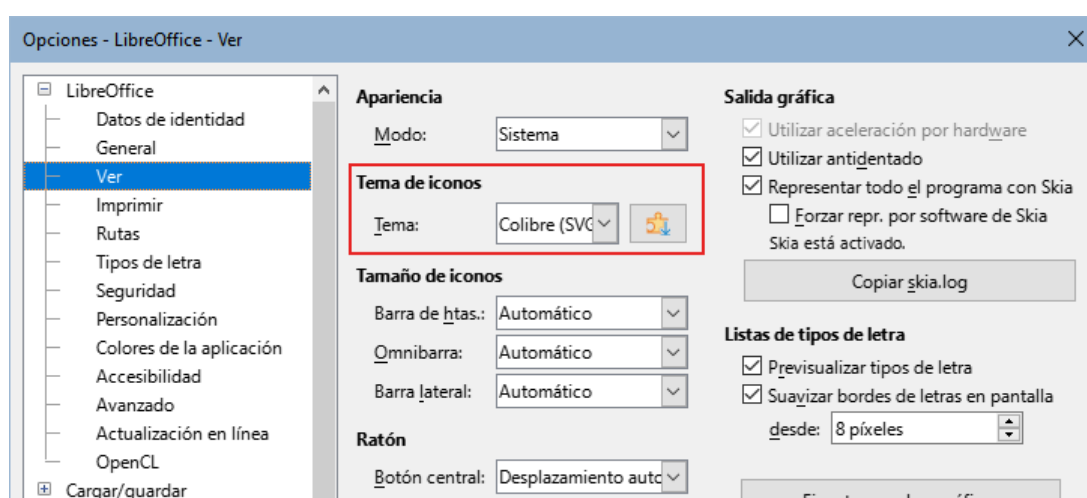 Opciones - LibreOffice - Ver
LibreOffice
Datos de identidad
General
Ver
Imprimir
Rutas
Tipos de letra
Seguridad
Personalización
Colores de la aplicación
Accesibilidad
Avanzado
Actualización en línea
OpenCL
Cargar/guardar
Apariencia
Modo: Sistema
Tema de iconos
Tema: Colibre (SVG
Tamaño de iconos
Barra de htas.: Automático
Omnibarra: Automático
Barra lateral: Automático
Ratón
Botón central: Desplazamiento auto
Salida gráfica
Utilizar aceleración por hardware
Utilizar antidentado
Representar todo el programa con Skia
Forzar repr. por software de Skia
Skia está activado.
Copiar skia.log
Listas de tipos de letra
Previsualizar tipos de letra
Suavizar bordes de letras en pantalla
desde: 8 píxeles